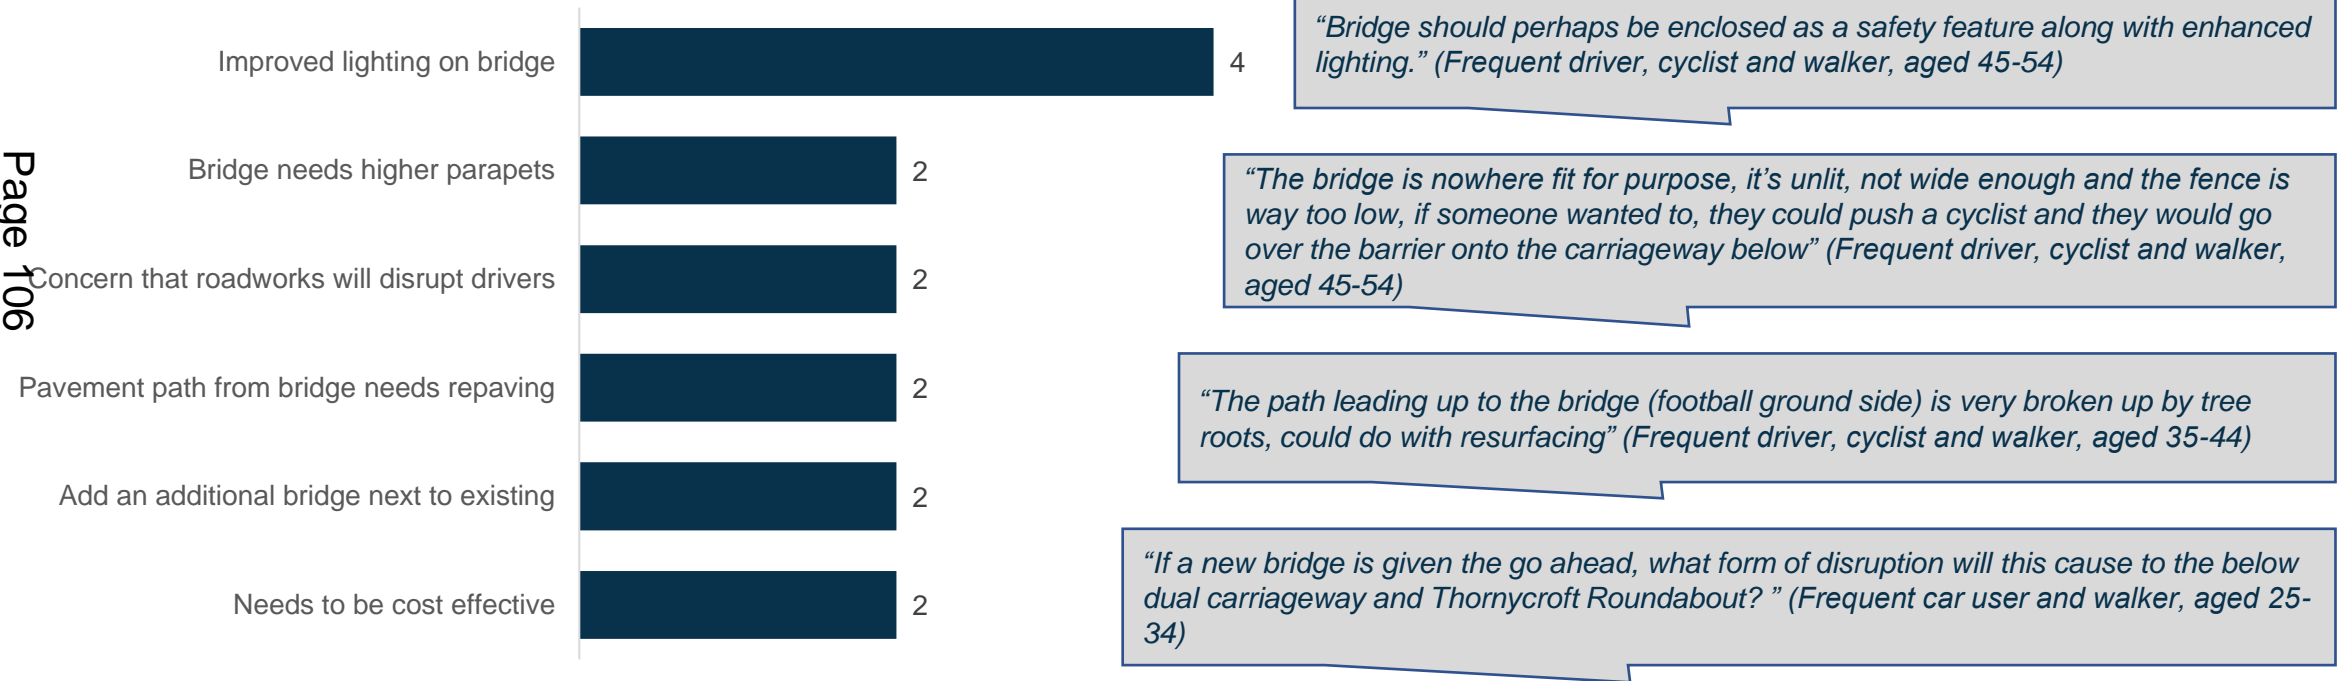 Page 106
Improved lighting on bridge
4
Bridge needs higher parapets
2
Concern that roadworks will disrupt drivers
2
Pavement path from bridge needs repaving
2
Add an additional bridge next to existing
2
Needs to be cost effective
2
“Bridge should perhaps be enclosed as a safety feature along with enhanced
lighting.” (Frequent driver, cyclist and walker, aged 45-54)
“The bridge is nowhere fit for purpose, it’s unlit, not wide enough and the fence is
way too low, if someone wanted to, they could push a cyclist and they would go
over the barrier onto the carriageway below” (Frequent driver, cyclist and walker,
aged 45-54)
“The path leading up to the bridge (football ground side) is very broken up by tree
roots, could do with resurfacing” (Frequent driver, cyclist and walker, aged 35-44)
“If a new bridge is given the go ahead, what form of disruption will this cause to the below
dual carriageway and Thornycroft Roundabout? ” (Frequent car user and walker, aged 25-
34)